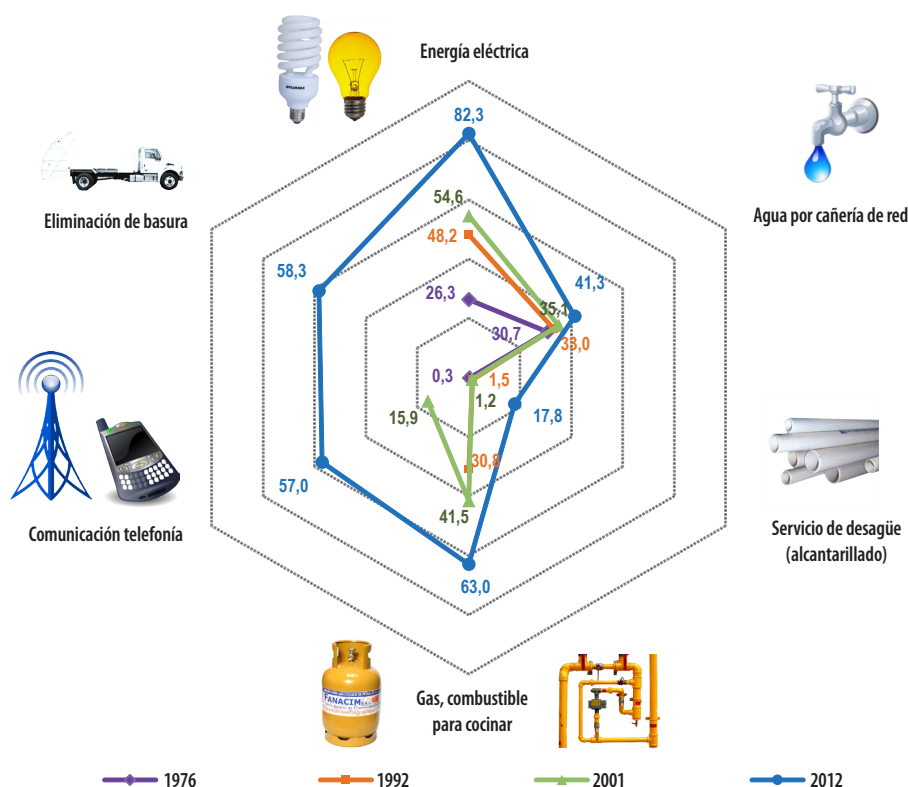 Energía eléctrica
SYLVANIA
82,3
Agua por cañería de red
Eliminación de basura
54,6
48,2
58,3
41,3
26,3
35,1
30,7
33,0
0,3
1,5
1,2
15,9
17,8
30,8
57,0
41,5
Comunicación telefonía
Servicio de desagüe
(alcantarillado)
63,0
FANACIM S.R.L.
Gas, combustible
para cocinar
1976
1992
2001
2012